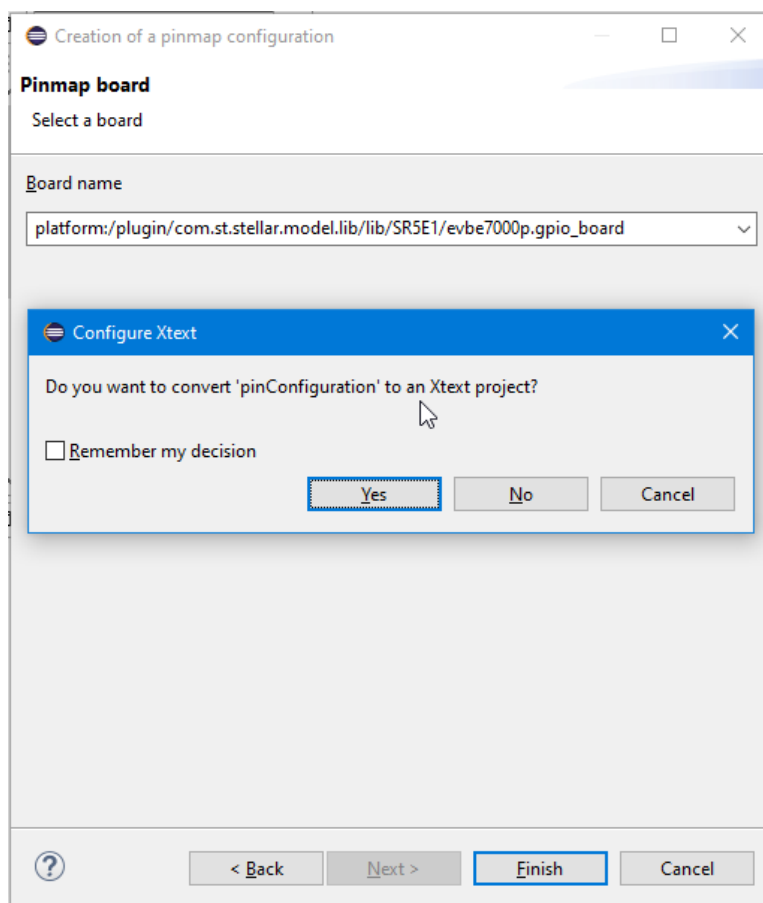 Creation of a pinmap configuration
Pinmap board
Select a board
Board name
platform:/plugin/com.st.stellar.model.lib/lib/SR5E1/evbe7000p.gpio_board
Configure Xtext
Do you want to convert 'pinConfiguration' to an Xtext project?
Remember my decision
Yes No Cancel
? < Back Next > Finish Cancel